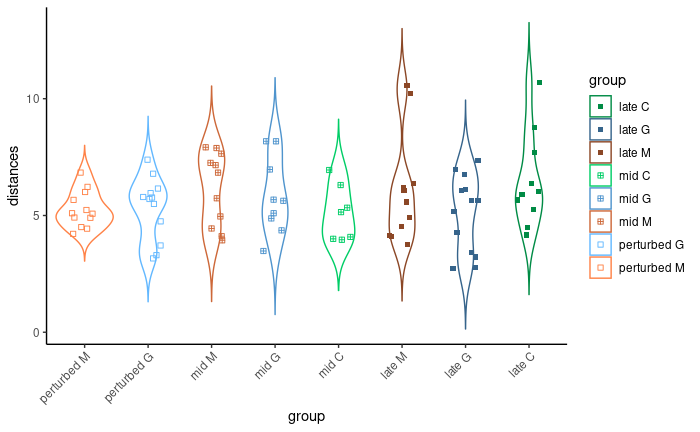 distances
10
5
0
perturbed M
perturbed G
mid M
mid G
mid C
late M
late G
late C
group
group
late C
late G
late M
mid C
mid G
mid M
perturbed G
perturbed M